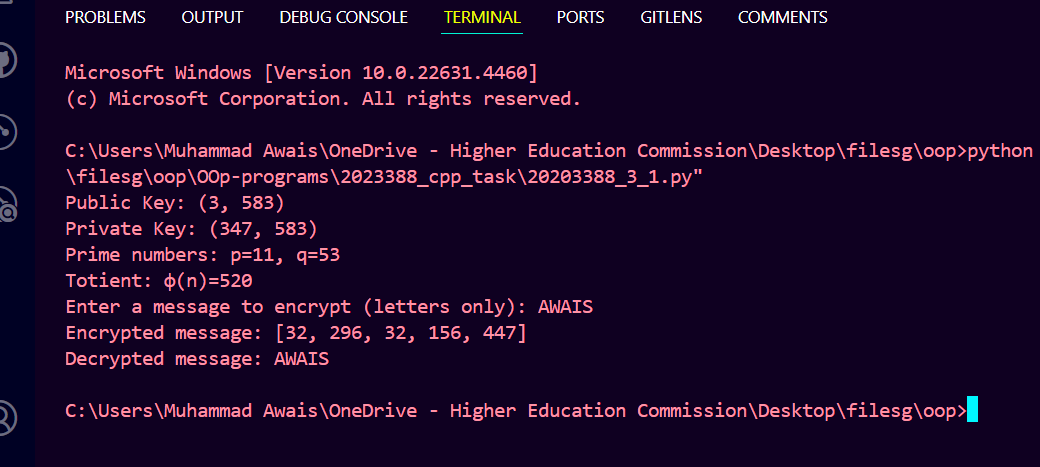 PROBLEMS OUTPUT DEBUG CONSOLE TERMINAL PORTS GITLENS COMMENTS
Microsoft Windows [Version 10.0.22631.4460]
(c) Microsoft Corporation. All rights reserved.
C:\Users\Muhammad Awais\OneDrive - Higher Education Commission\Desktop\filesg\oop>python
\filesg\oop\OOp-programs\2023388_cpp_task\20203388_3_1.py"
Public Key: (3, 583)
Private Key: (347, 583)
Prime numbers: p=11, q=53
Totient: φ(n)=520
Enter a message to encrypt (letters only): AWAIS
Encrypted message: [32, 296, 32, 156, 447]
Decrypted message: AWAIS
C:\Users\Muhammad Awais\OneDrive - Higher Education Commission\Desktop\filesg\oop>